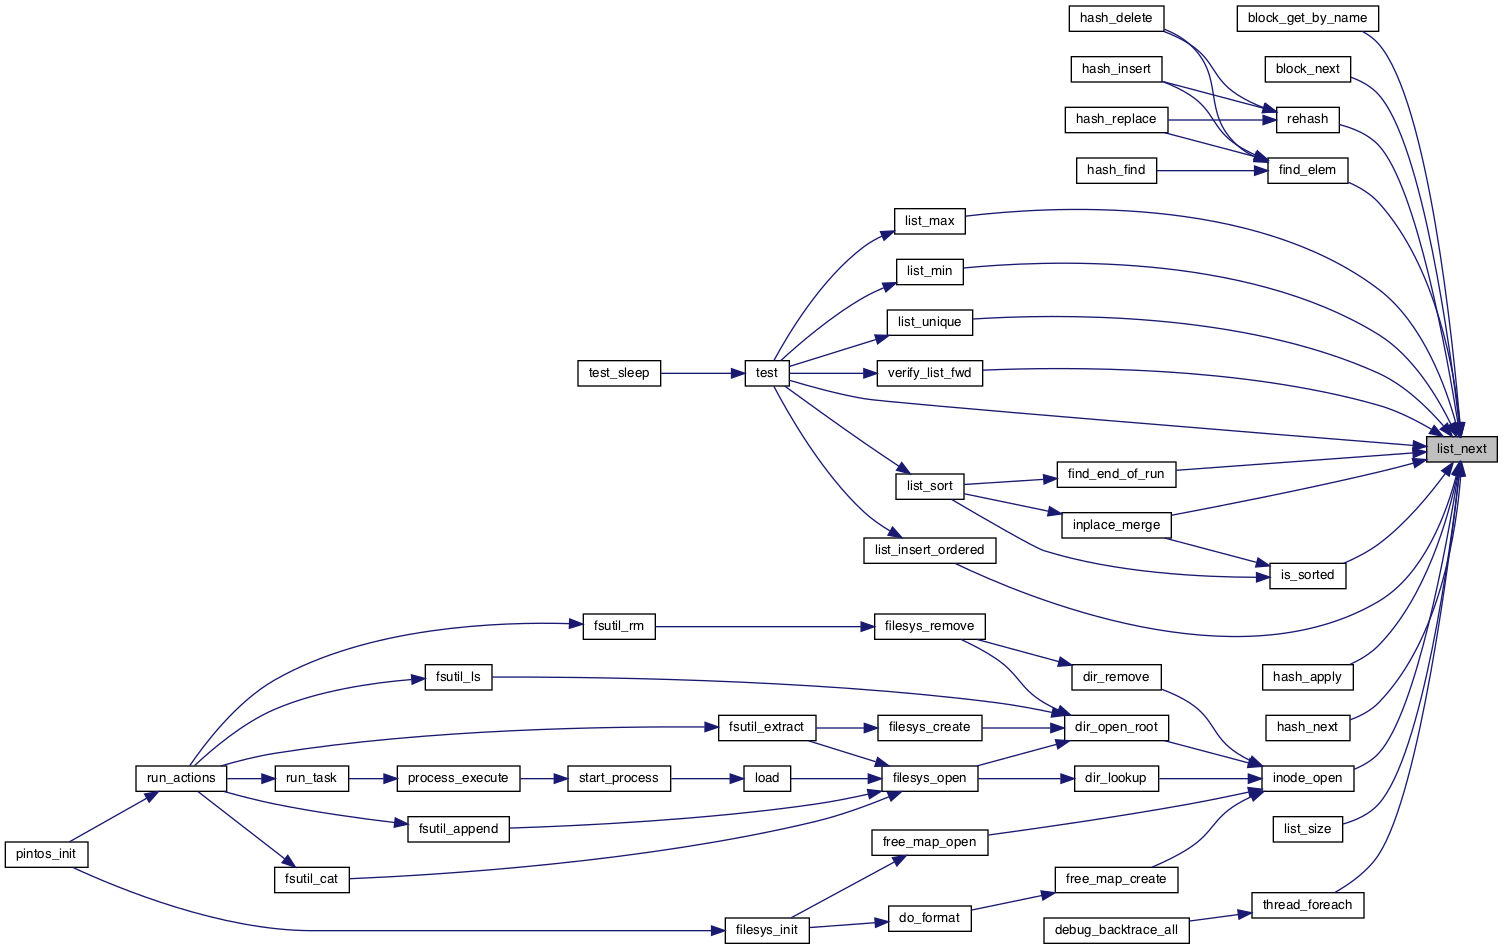 hash_delete
block_get_by_name
hash_insert
block_next
hash_replace
rehash
hash_find
find_elem
list_max
list_min
list_unique
test_sleep
test
verify_list_fwd
list_next
find_end_of_run
list_sort
inplace_merge
list_insert_ordered
is_sorted
fsutil_rm
filesys_remove
fsutil_ls
dir_remove
hash_apply
fsutil_extract
filesys_create
dir_open_root
hash_next
run_actions
run_task
process_execute
start_process
load
filesys_open
dir_lookup
inode_open
fsutil_append
list_size
pintos_init
free_map_open
fsutil_cat
free_map_create
thread_foreach
do_format
filesys_init
debug_backtrace_all